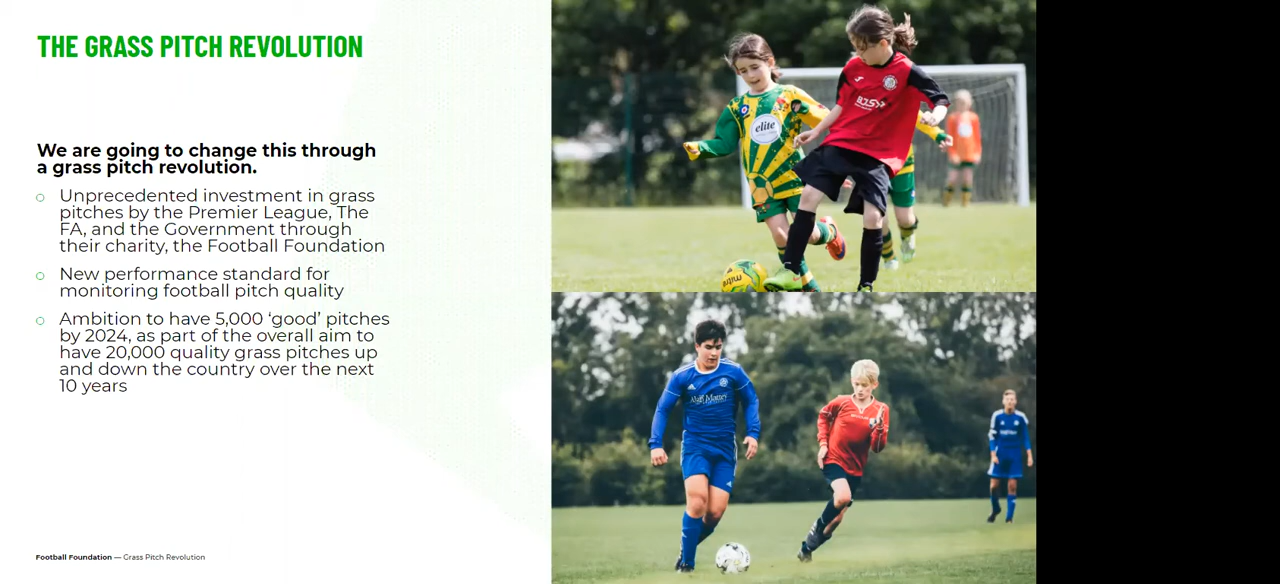 THE GRASS PITCH REVOLUTION
We are going to change this through
a grass pitch revolution.
Unprecedented investment in grass
pitches by the Premier League, The
FA, and the Government through
their charity, the Football Foundation
New performance standard for
monitoring football pitch quality
Ambition to have 5,000 ‘good’ pitches
by 2024, as part of the overall aim to
have 20,000 quality grass pitches up
and down the country over the next
10 years
Football Foundation — Grass Pitch Revolution
elite
mitre